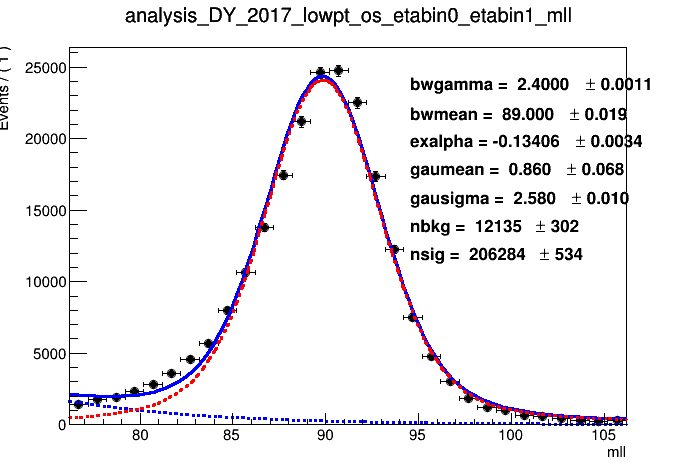 analysis_DY_2017_lowpt_os_etabin0_etabin1_mll
Events / ( 1 )
25000
20000
15000
10000
5000
0
bwgamma = 2.4000 ± 0.0011
bwmean = 89.000 ± 0.019
exalpha = -0.13406 ± 0.0034
gaumean = 0.860 ± 0.068
gausigma = 2.580 ± 0.010
nbkg = 12135 ± 302
nsig = 206284 ± 534
80 85 90 95 100 105
mll